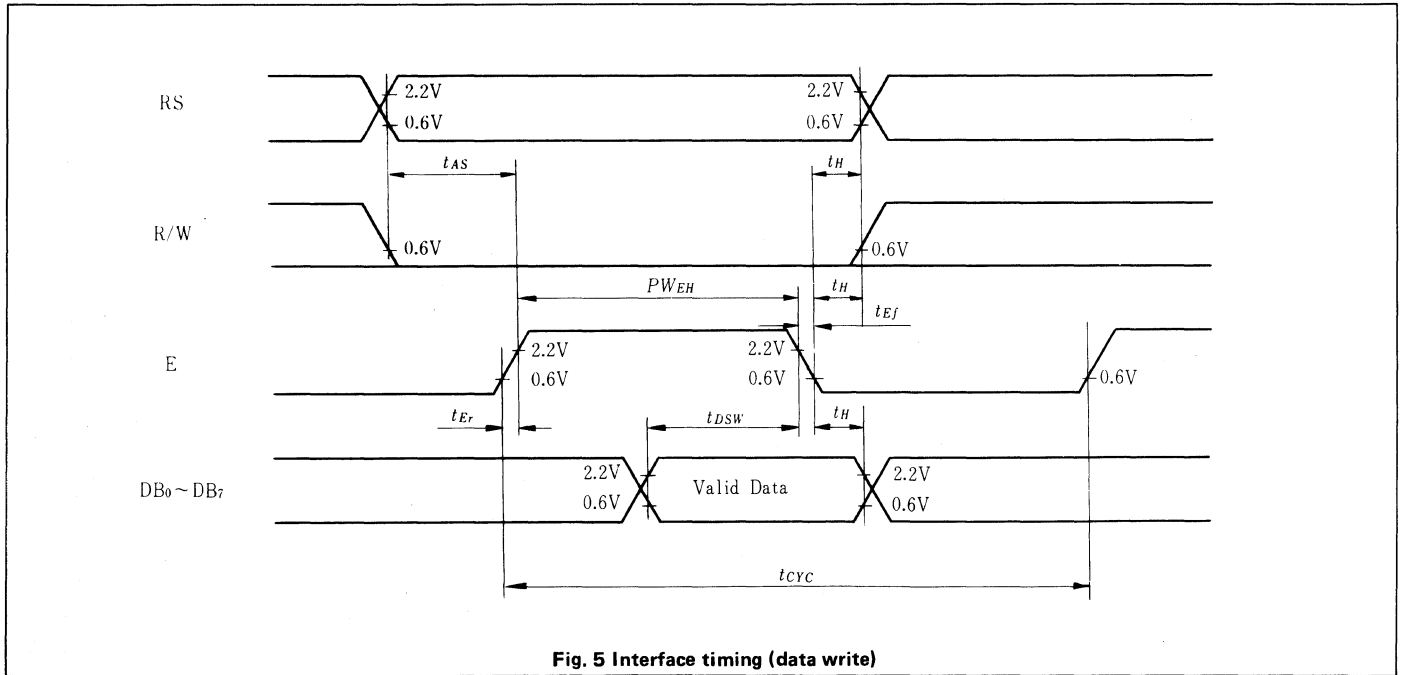 RS
2.2V
0.6V
2.2V
0.6V
tAS
tH
R/W
0.6V
0.6V
PWEH
tH
tEf
E
2.2V
0.6V
2.2V
0.6V
0.6V
tEr
tDSW
tH
DB0~DB7
2.2V
0.6V
Valid Data
2.2V
0.6V
tCYC
Fig. 5 Interface timing (data write)